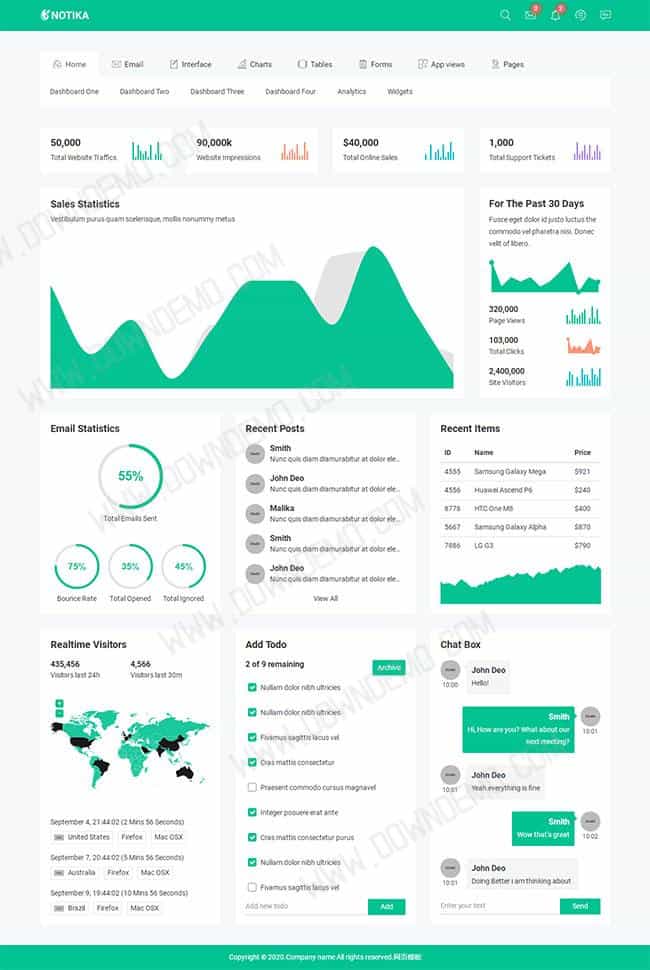 NOTIKA
Home Email Interface Charts Tables Forms App views Pages
Dashboard One Dashboard Two Dashboard Three Dashboard Four Analytics Widgets
50,000
Total Website Traffics
90,000k
Website Impressions
$40,000
Total Online Sales
1,000
Total Support Tickets
Sales Statistics
Vestibulum purus quam scelerisque, mollis nonummy metus
For The Past 30 Days
Fusce eget dolor id justo luctus the
commodo vel pharetra nisi. Donec
velit of libero.
320,000
Page Views
103,000
Total Clicks
2,400,000
Site Visitors
Email Statistics
55%
Total Emails Sent
75% 35% 45%
Bounce Rate Total Opened Total Ignored
Recent Posts
Smith
Nunc quis diam diamurabitur at dolor ele...
John Deo
Nunc quis diam diamurabitur at dolor ele...
Malika
Nunc quis diam diamurabitur at dolor ele...
Smith
Nunc quis diam diamurabitur at dolor ele...
John Deo
Nunc quis diam diamurabitur at dolor ele...
View All
Recent Items
ID Name Price
4555 Samsung Galaxy Mega $921
4556 Huawei Ascend P6 $240
8778 HTC One M8 $400
5667 Samsung Galaxy Alpha $870
7886 LG G3 $790
Realtime Visitors
435,456
Visitors last 24h
4,566
Visitors last 30m
+
-
September 4, 21:44:02 (2 Mins 56 Seconds)
United States Firefox Mac OSX
September 7, 20:44:02 (5 Mins 56 Seconds)
Australia Firefox Mac OSX
September 9, 19:44:02 (10 Mins 56 Seconds)
Brazil Firefox Mac OSX
Add Todo
2 of 9 remaining
Archive
Nullam dolor nibh ultricies
Nullam dolor nibh ultricies
Fivamus sagittis lacus vel
Cras mattis consectetur
Praesent commodo cursus magnavel
Integer posuere erat ante
Cras mattis consectetur purus
Nullam dolor nibh ultricies
Fivamus sagittis lacus vel
Add new todo
Add
Chat Box
John Deo
Hello!
10:00
Smith
Hi, How are you? What about our
next meeting?
10:01
John Deo
Yeah everything is fine
10:01
Smith
Wow that's great
10:02
John Deo
Doing Better i am thinking about
10:01
Enter your text
Send
Copyright © 2020.Company name All rights reserved.网页模板
WWW.DOWNDEMO.COM
WWW.DOWNDEMO.COM
WWW.DOWNDEMO.COM
WWW.DOWNDEMO.COM
WWW.DOWNDEMO.COM